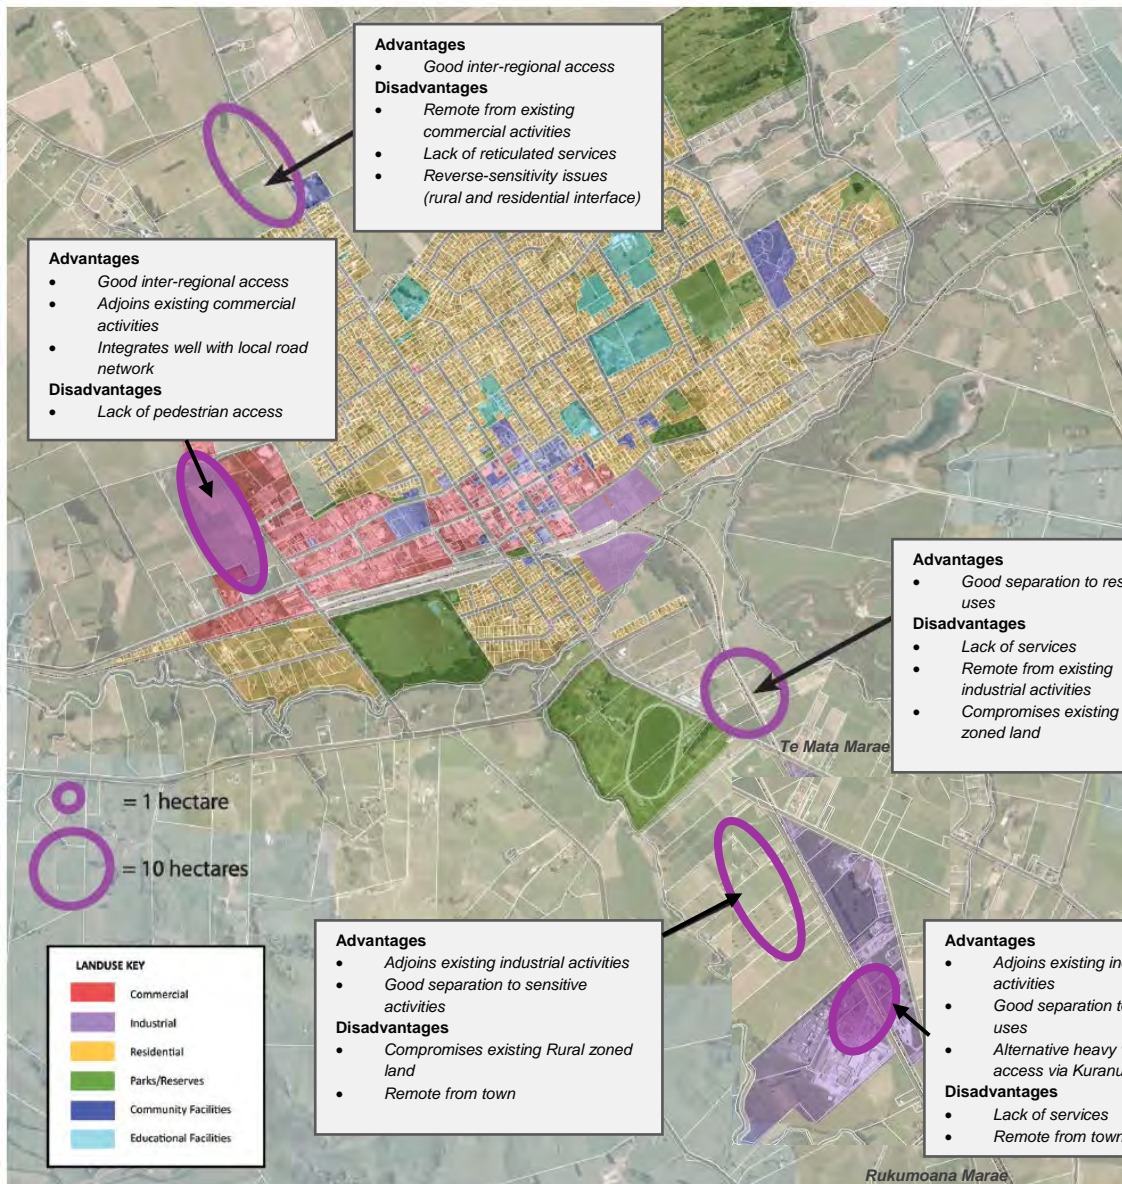 Advantages
• Good inter-regional access
Disadvantages
• Remote from existing
commercial activities
• Lack of reticulated services
• Reverse-sensitivity issues
(rural and residential interface)
Advantages
• Good inter-regional access
• Adjoins existing commercial
activities
• Integrates well with local road
network
Disadvantages
• Lack of pedestrian access
Advantages
• Good separation to res
uses
Disadvantages
• Lack of services
• Remote from existing
industrial activities
• Compromises existing
zoned land
Te Mata Marae
= 1 hectare
= 10 hectares
Advantages
• Adjoins existing industrial activities
• Good separation to sensitive
activities
Disadvantages
• Compromises existing Rural zoned
land
• Remote from town
Advantages
• Adjoins existing ind
activities
• Good separation to
uses
• Alternative heavy
access via Kuranu
Disadvantages
• Lack of services
• Remote from town
LANDUSE KEY
Commercial
Industrial
Residential
Parks/Reserves
Community Facilities
Educational Facilities
Rukumoana Marae